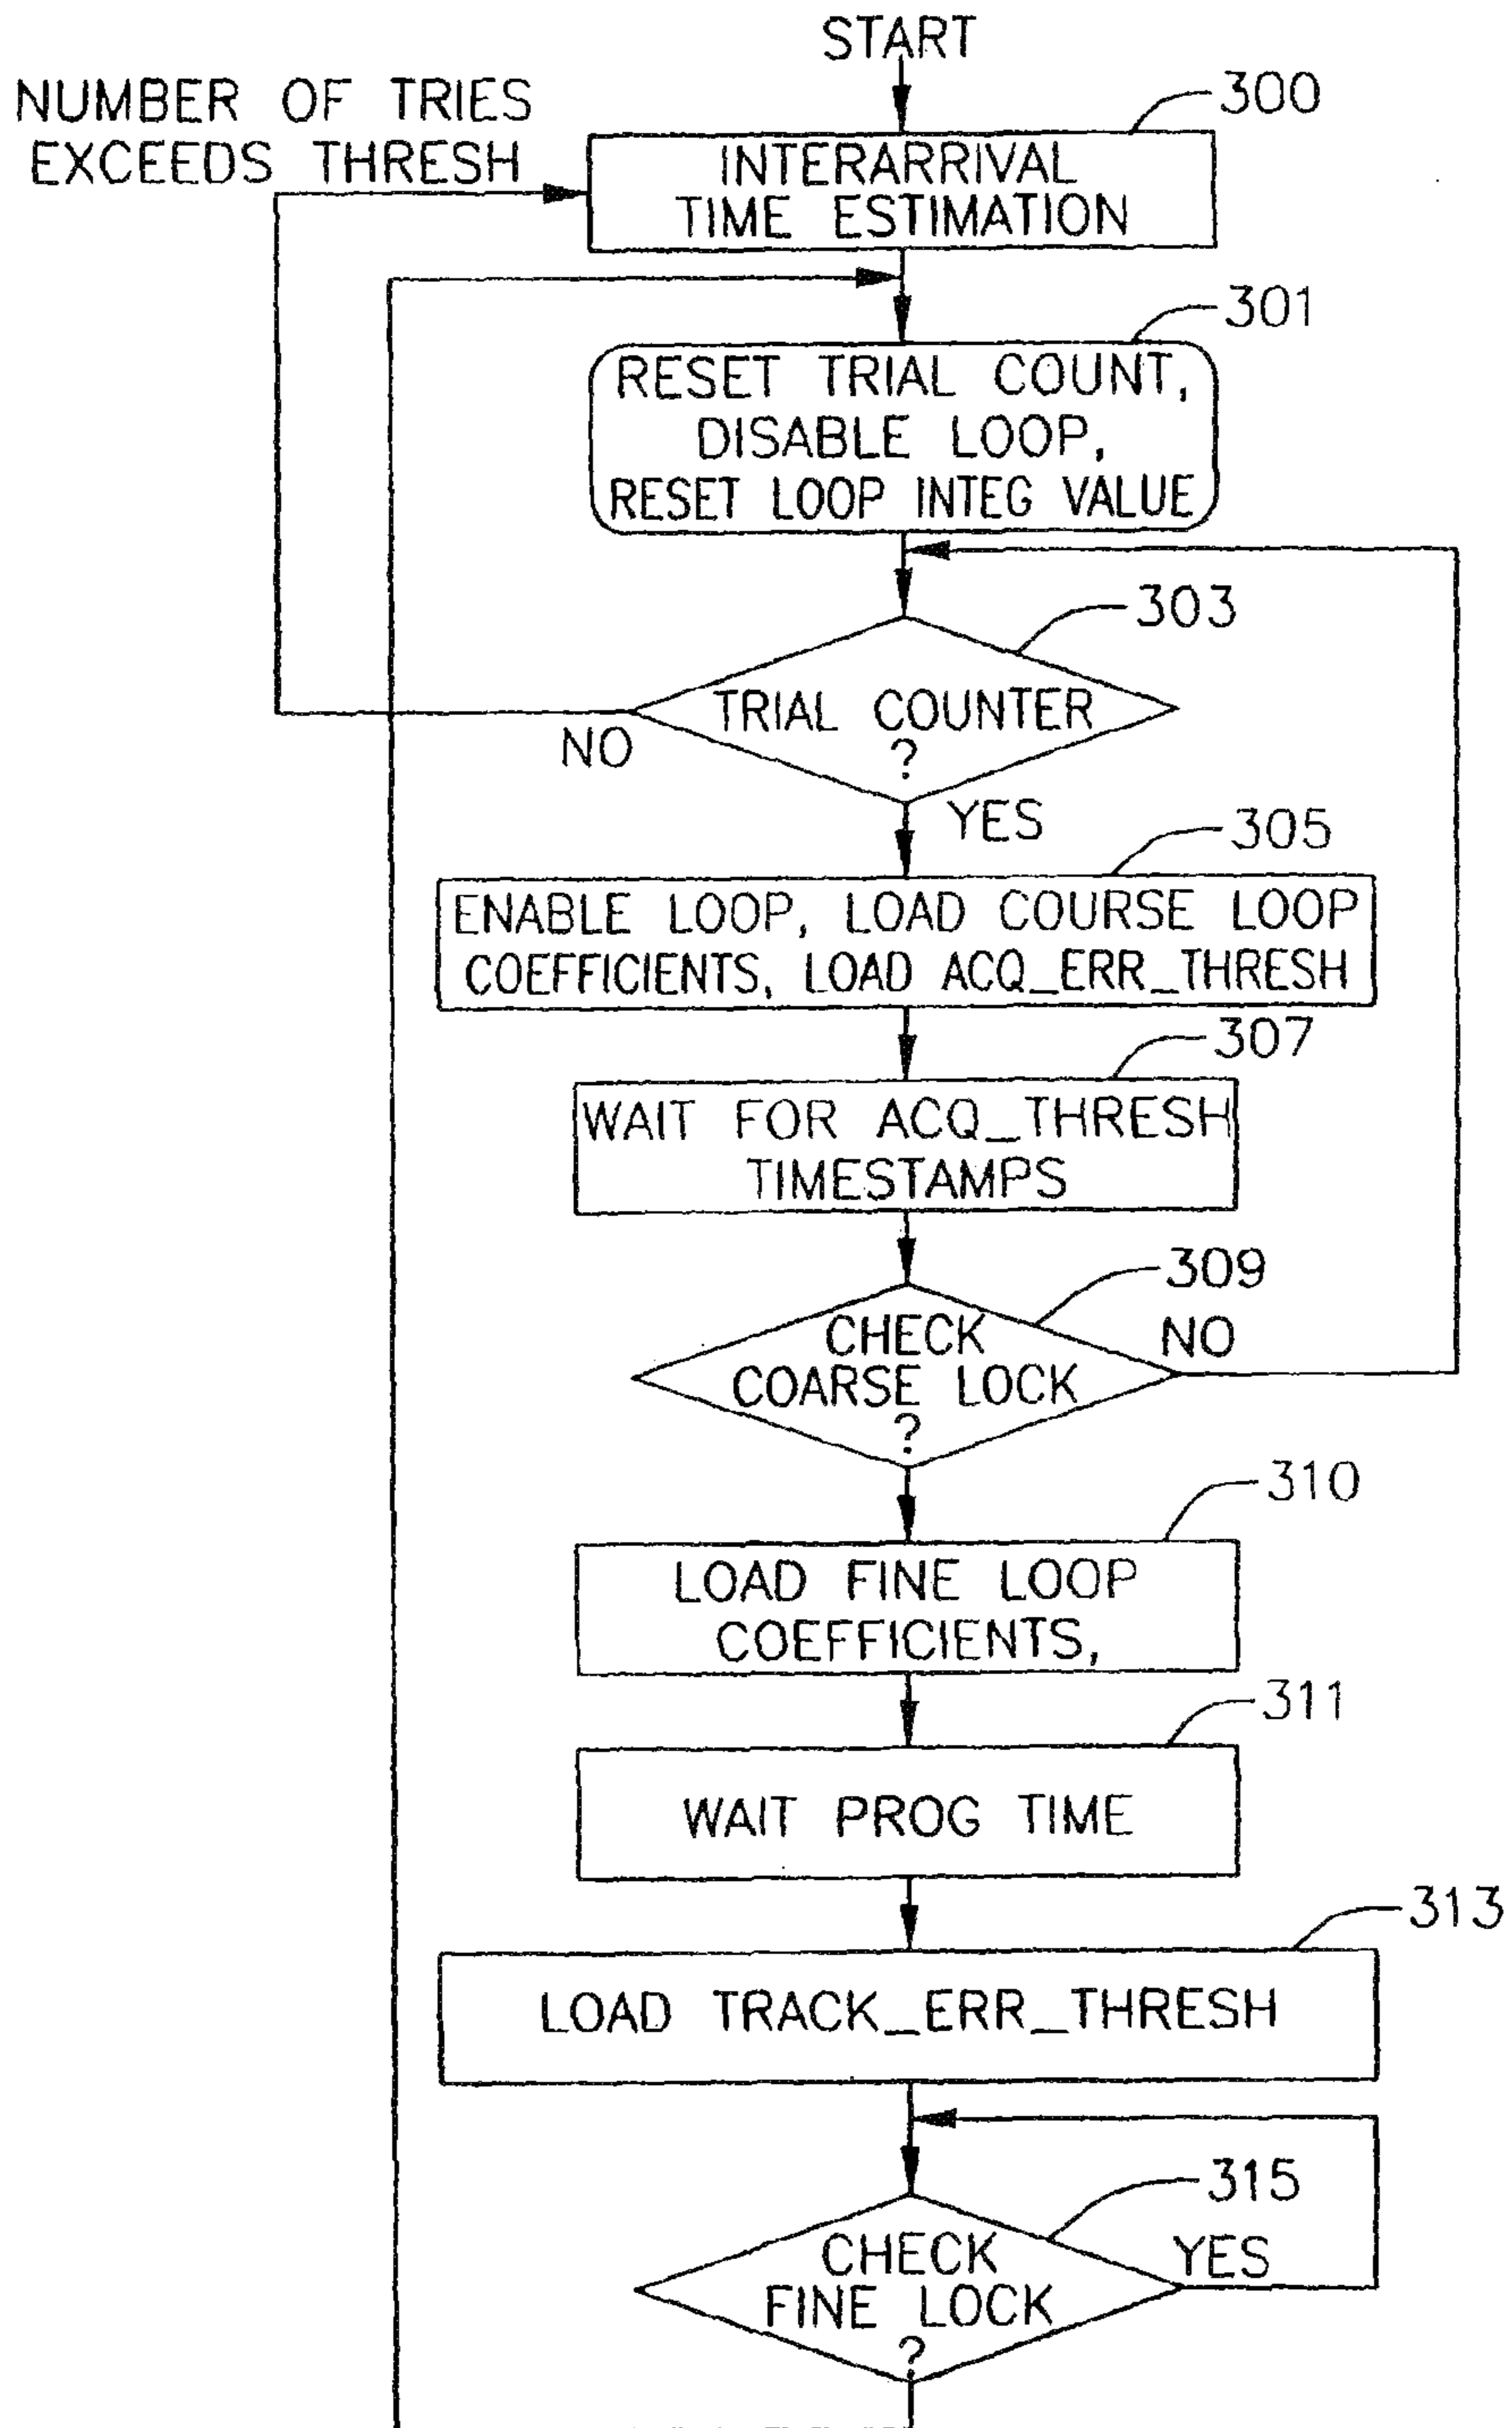 START
NUMBER OF TRIES
EXCEEDS THRESH
300
INTERARRIVAL
TIME ESTIMATION
301
RESET TRIAL COUNT,
DISABLE LOOP,
RESET LOOP INTEG VALUE
303
TRIAL COUNTER
?
NO
YES
305
ENABLE LOOP, LOAD COURSE LOOP
COEFFICIENTS, LOAD ACQ_ERR_THRESH
307
WAIT FOR ACQ_THRESH
TIMESTAMPS
309
CHECK
COARSE LOCK
?
NO
310
LOAD FINE LOOP
COEFFICIENTS,
311
WAIT PROG TIME
313
LOAD TRACK_ERR_THRESH
315
CHECK
FINE LOCK
?
YES